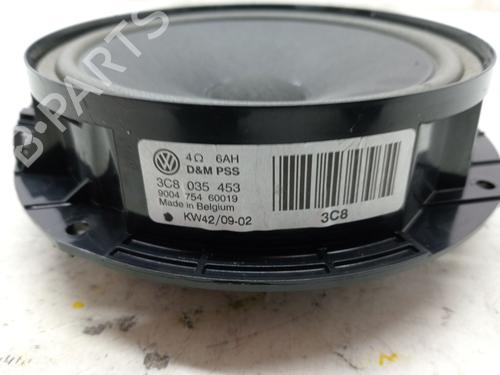 B-PARTS
4Ω 6AH
D&M PSS
3C8 035 453
9004 754 60019
Made in Belgium
KW42/09-02
3C8